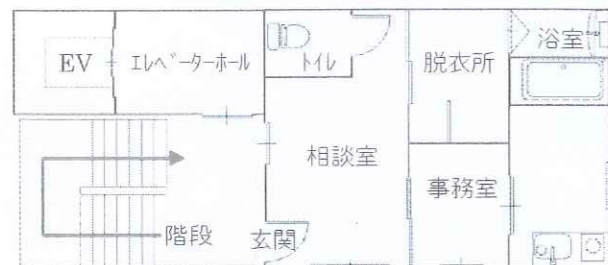 EV
エレベーターホール
トイレ
脱衣所
浴室
相談室
事務室
階段
玄関